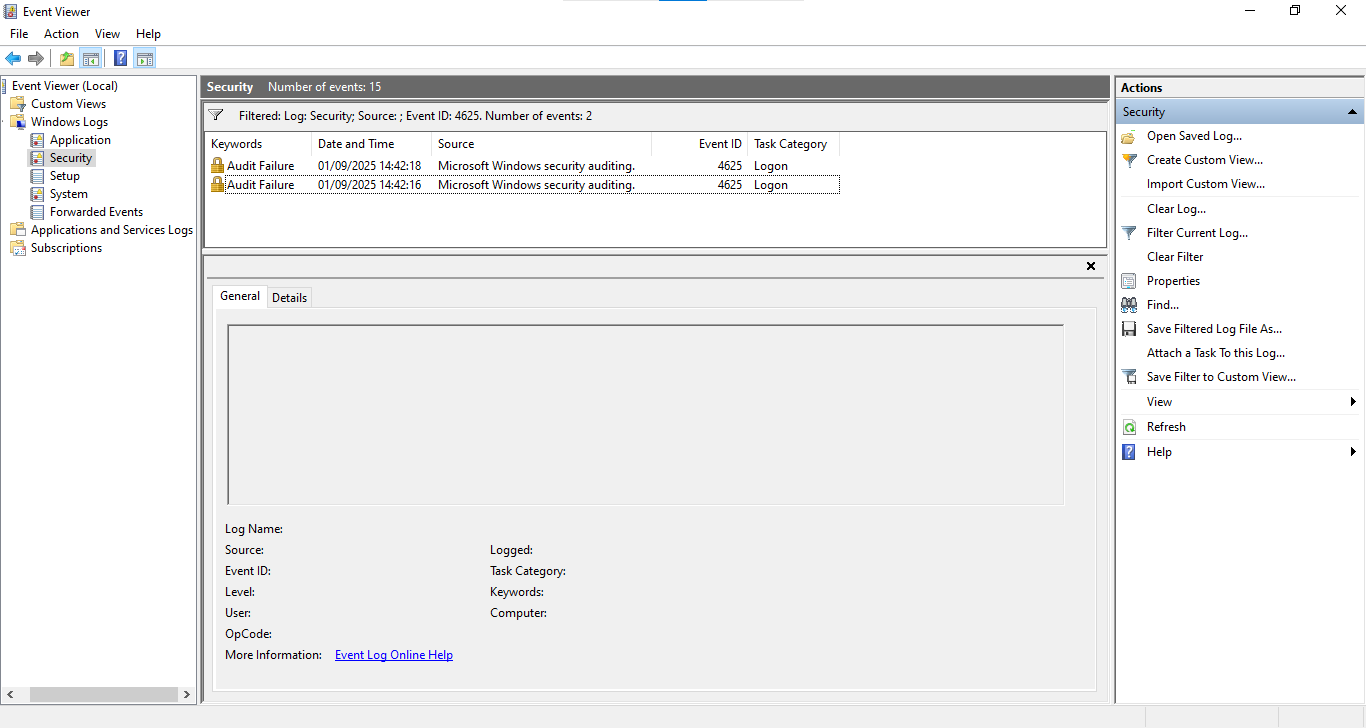 Event Viewer
File Action View Help
Event Viewer (Local)
Custom Views
Windows Logs
Application
Security
Setup
System
Forwarded Events
Applications and Services Logs
Subscriptions
Security Number of events: 15
Filtered: Log: Security; Source: ; Event ID: 4625. Number of events: 2
Keywords Date and Time Source Event ID Task Category
Audit Failure 01/09/2025 14:42:18 Microsoft Windows security auditing. 4625 Logon
Audit Failure 01/09/2025 14:42:16 Microsoft Windows security auditing. 4625 Logon
General Details
Log Name:
Source: Logged:
Event ID: Task Category:
Level: Keywords:
User: Computer:
OpCode:
More Information: Event Log Online Help
Actions
Security
Open Saved Log...
Create Custom View...
Import Custom View...
Clear Log...
Filter Current Log...
Clear Filter
Properties
Find...
Save Filtered Log File As...
Attach a Task To this Log...
Save Filter to Custom View...
View
Refresh
Help